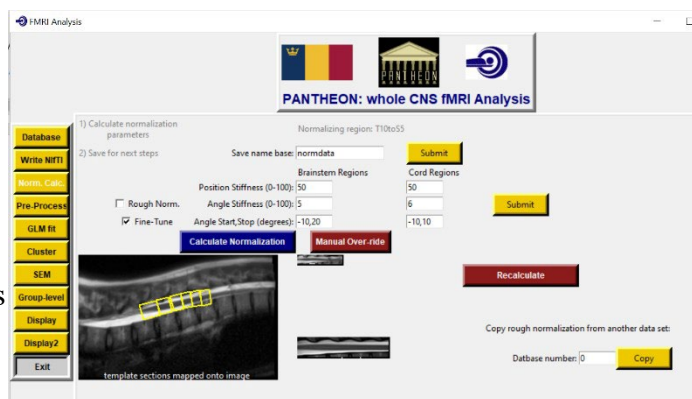 FMRI Analysis
PANTHEON
PANTHEON: whole CNS fMRI Analysis
Database
Write NIfTI
Norm. Calc.
Pre-Process
GLM fit
Cluster
SEM
Group-level
Display
Display2
Exit
1) Calculate normalization
parameters
2) Save for next steps
Normalizing region: T10toS5
Save name base: normdata Submit
Brainstem Regions Cord Regions
Position Stiffness (0-100): 50 50
Rough Norm. Angle Stiffness (0-100): 5 6 Submit
Fine-Tune Angle Start,Stop (degrees): -10,20 -10,10
Calculate Normalization Manual Over-ride
Recalculate
Copy rough normalization from another data set:
Datbase number: 0 Copy
template sections mapped onto image
s